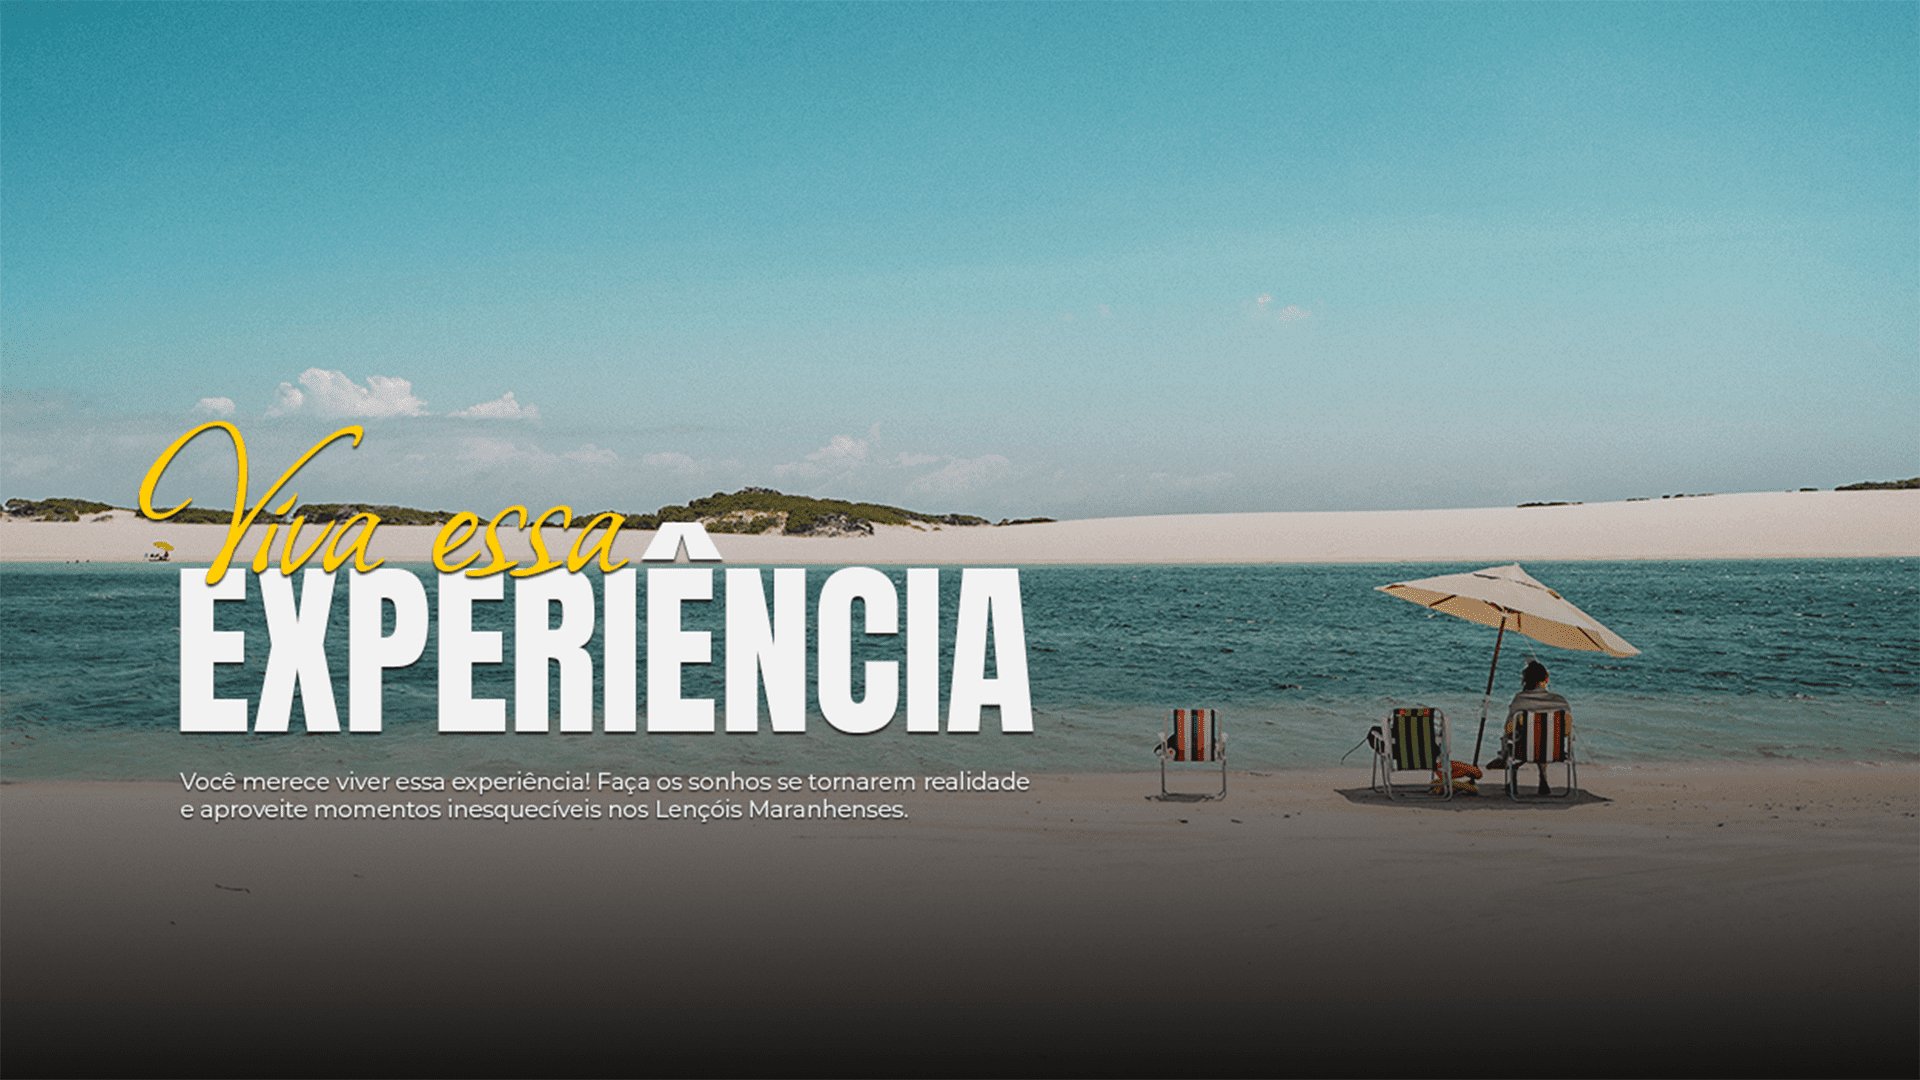 Viva essa
EXPERIÊNCIA
Você merece viver essa experiência! Faça os sonhos se tornarem realidade
e aproveite momentos inesquecíveis nos Lençóis Maranhenses.